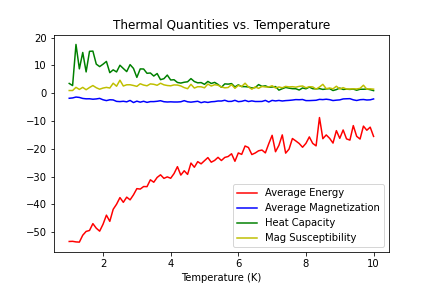 Thermal Quantities vs. Temperature
20
10
0
−10
−20
−30
−40
−50
Average Energy
Average Magnetization
Heat Capacity
Mag Susceptibility
2
4
6
8
10
Temperature (K)